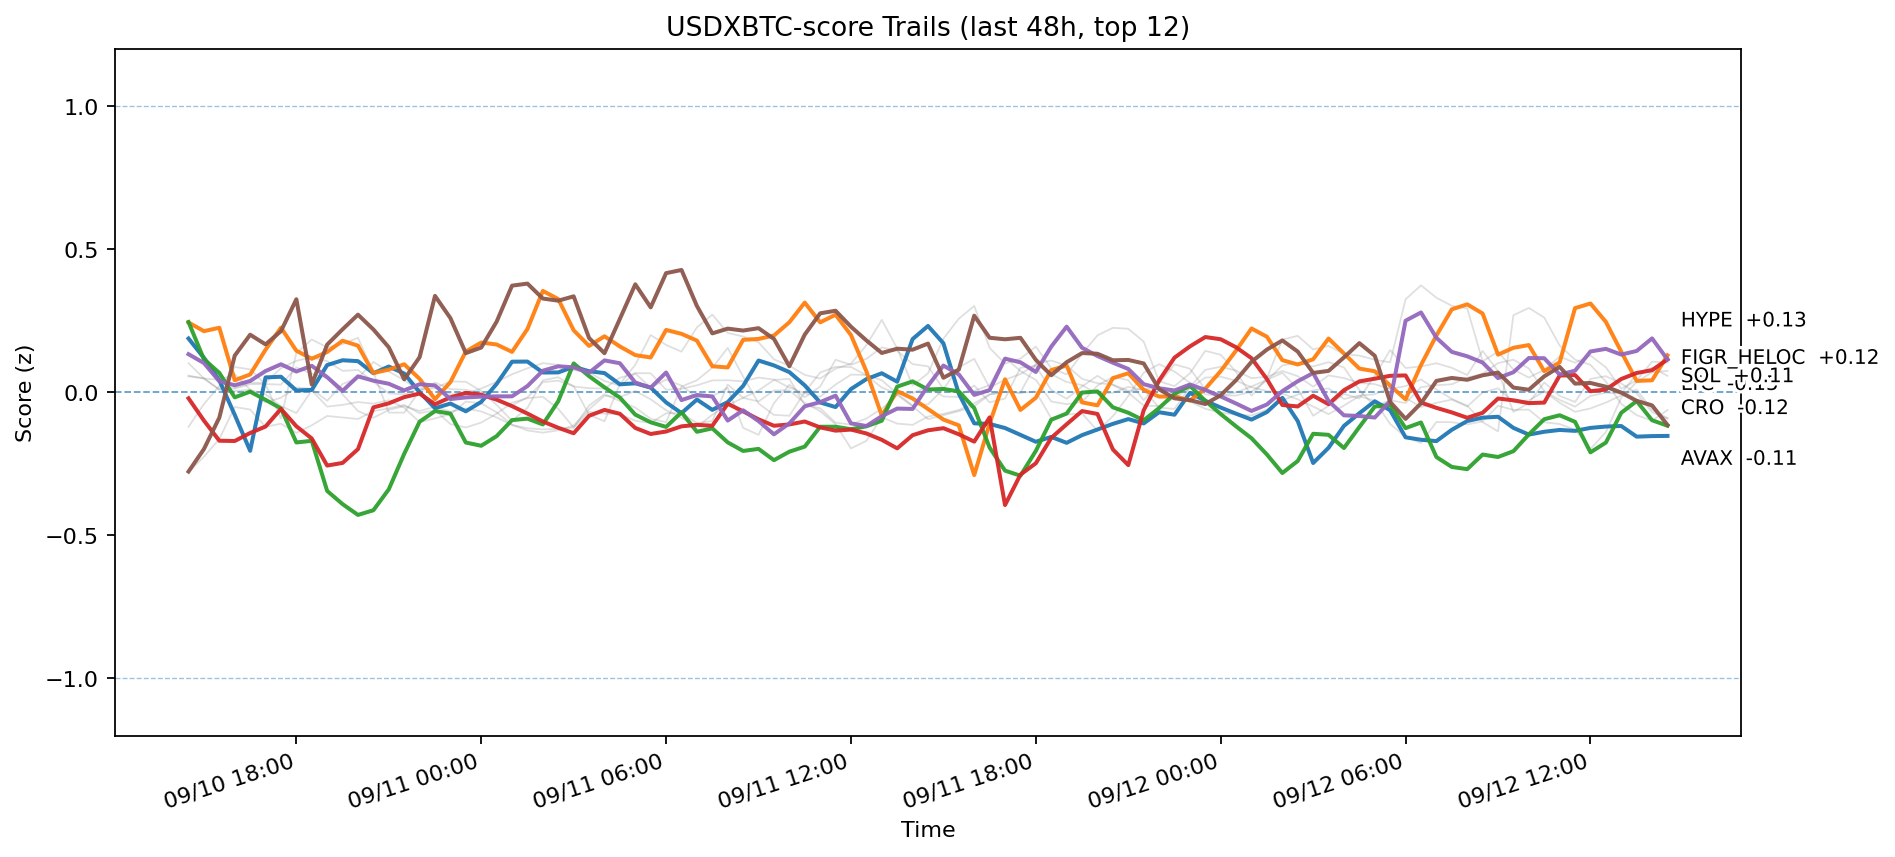 USDXBTC-score Trails (last 48h, top 12)
Score (z)
1.0
0.5
0.0
−0.5
−1.0
HYPE +0.13
FIGR_HELOC +0.12
SOL +0.11
CRO -0.12
AVAX -0.11
09/10 18:00
09/11 00:00
09/11 06:00
09/11 12:00
09/11 18:00
09/12 00:00
09/12 06:00
09/12 12:00
Time